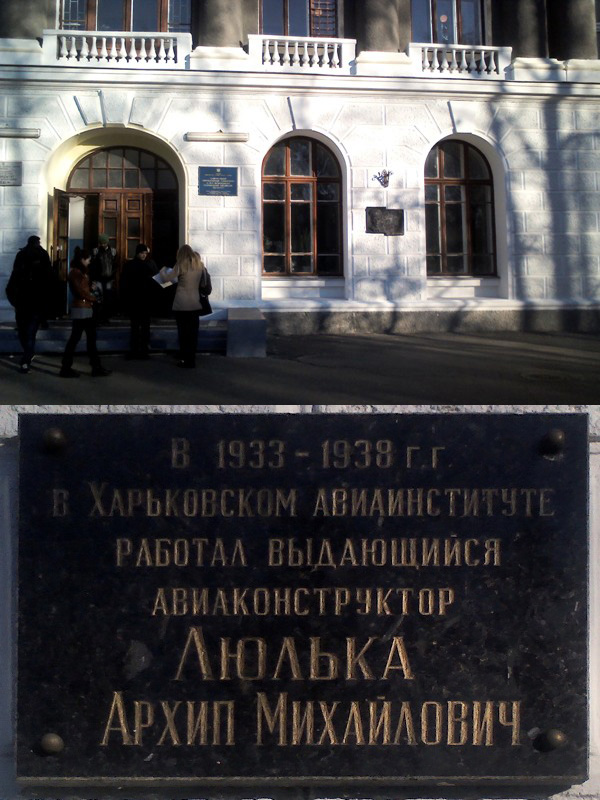 В 1933 - 1938 г.г.
в Харьковском авиаинституте
работал выдающийся
авиаконструктор
Люлька
Архип Михайлович